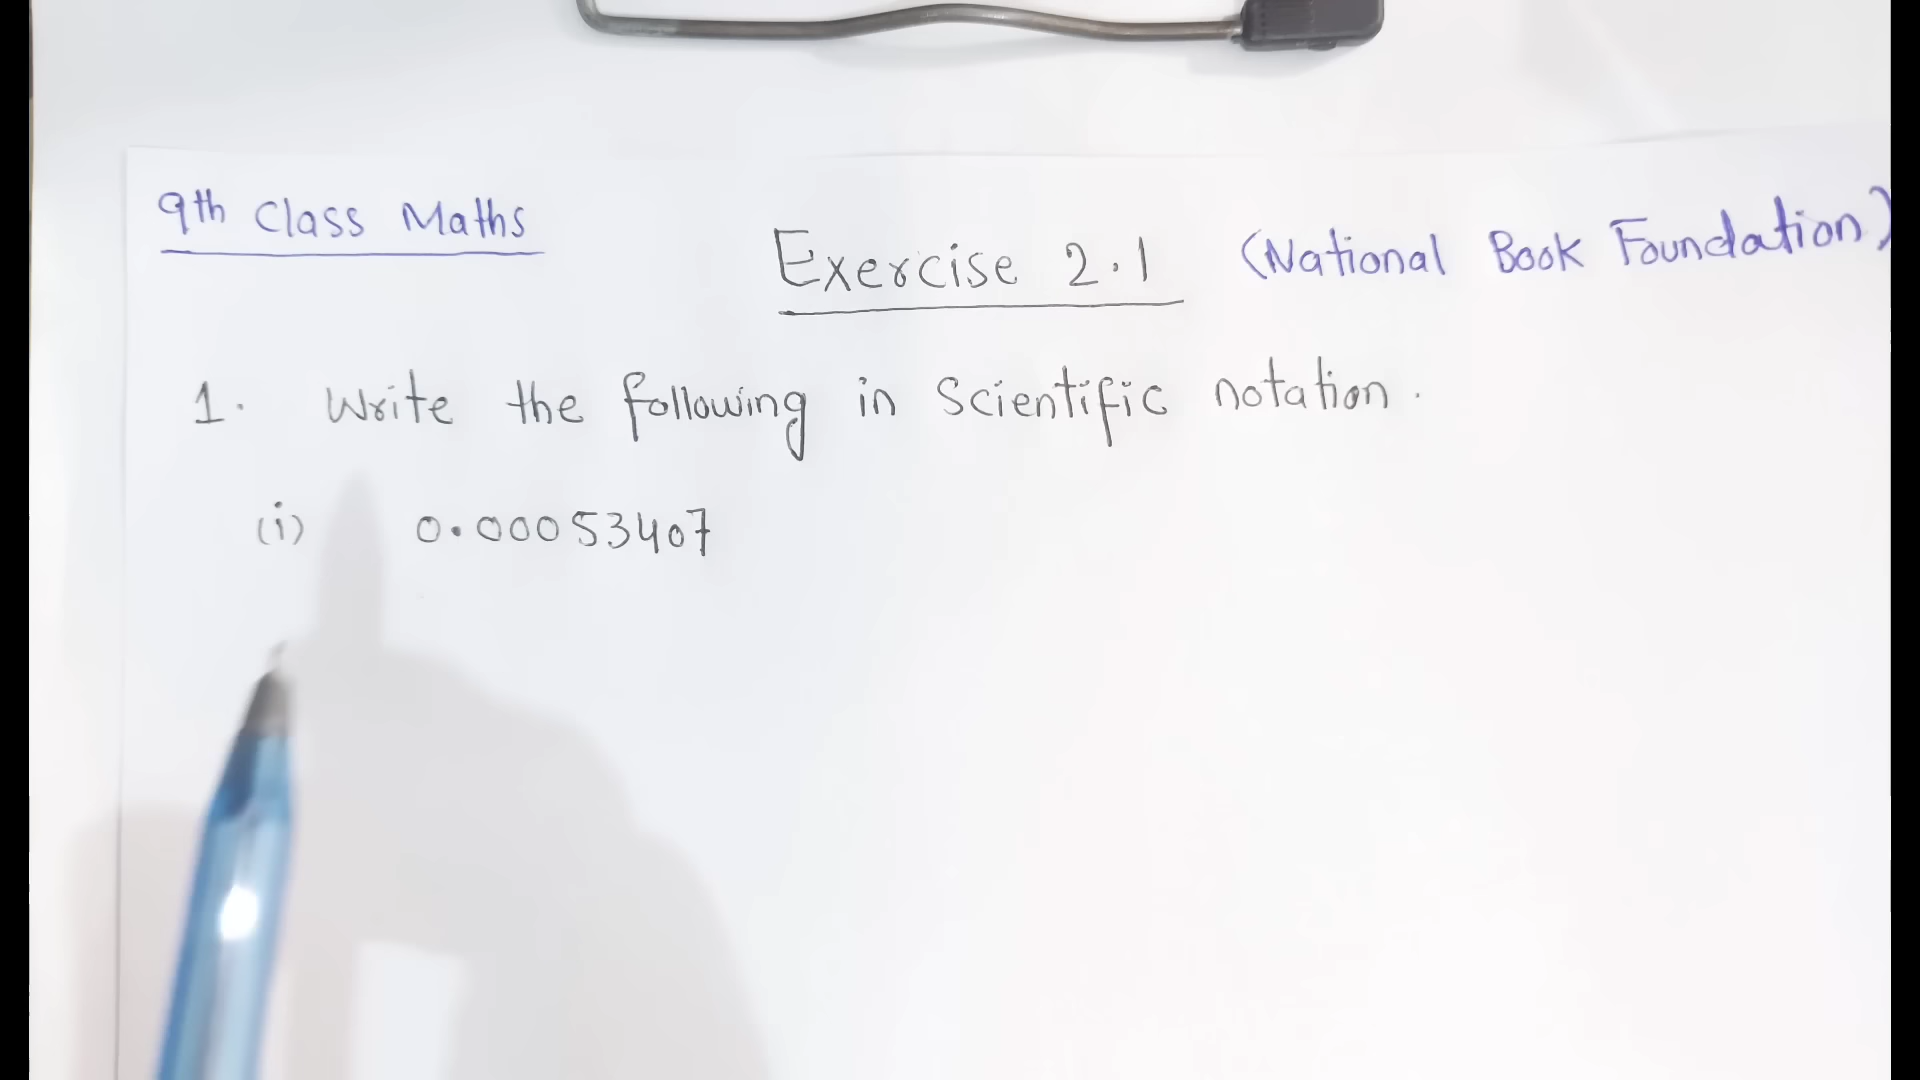 9th Class Maths
Exercise 2.1 (National Book Foundation)
1. Write the following in Scientific notation.
(i) 0.00053407